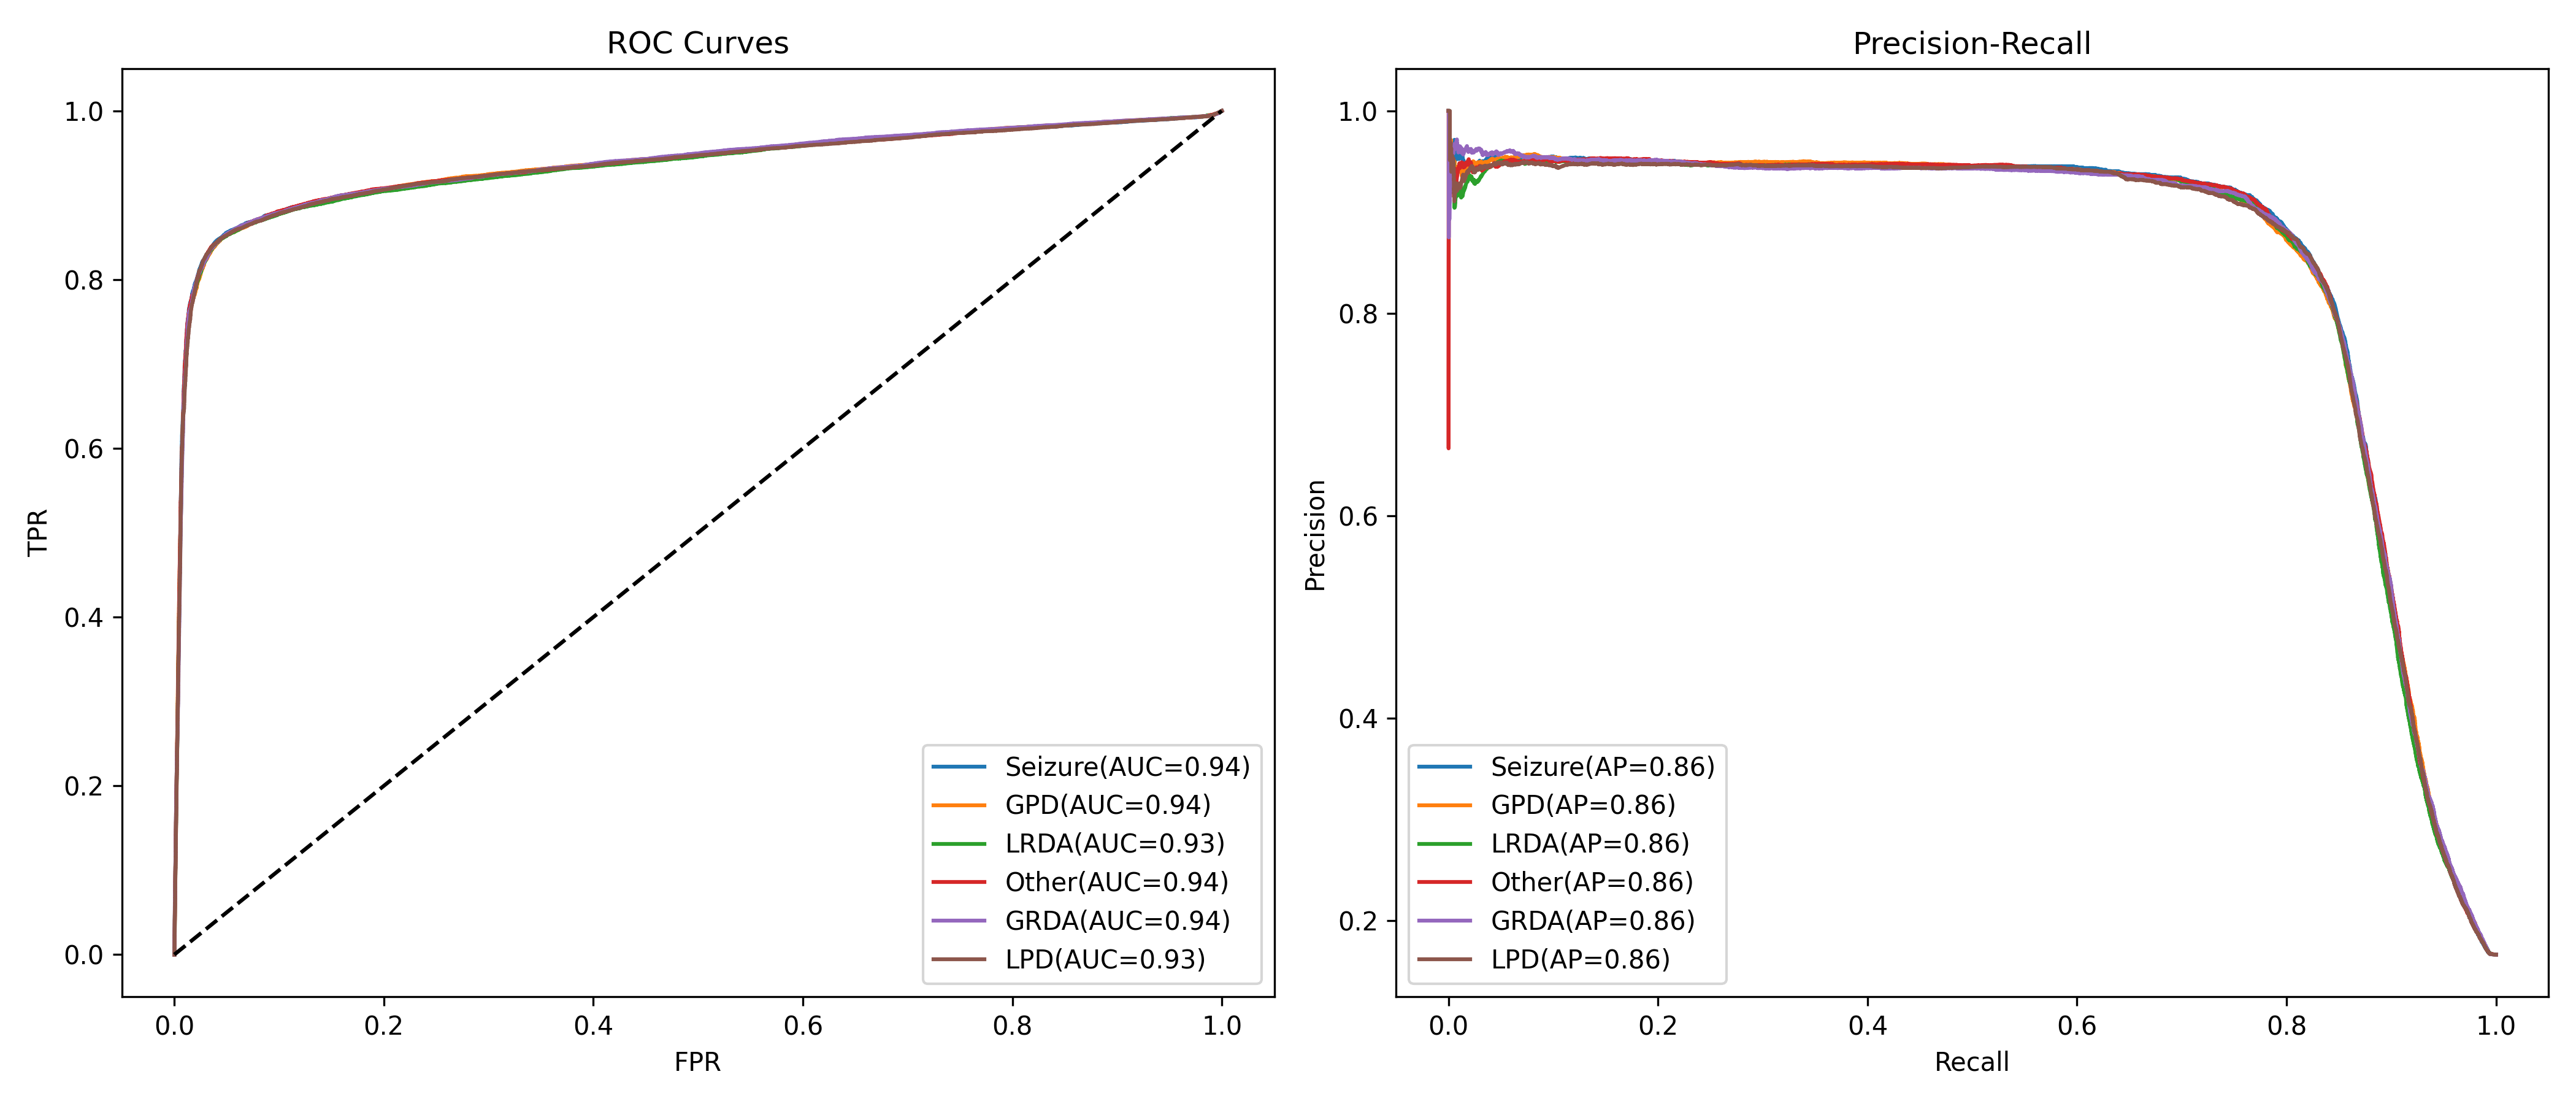 ROC Curves
1.0
0.8
0.6
0.4
0.2
0.0
TPR
0.0 0.2 0.4 0.6 0.8 1.0
FPR
Seizure(AUC=0.94)
GPD(AUC=0.94)
LRDA(AUC=0.93)
Other(AUC=0.94)
GRDA(AUC=0.94)
LPD(AUC=0.93)
Precision-Recall
1.0
0.8
0.6
0.4
0.2
Precision
0.0 0.2 0.4 0.6 0.8 1.0
Recall
Seizure(AP=0.86)
GPD(AP=0.86)
LRDA(AP=0.86)
Other(AP=0.86)
GRDA(AP=0.86)
LPD(AP=0.86)